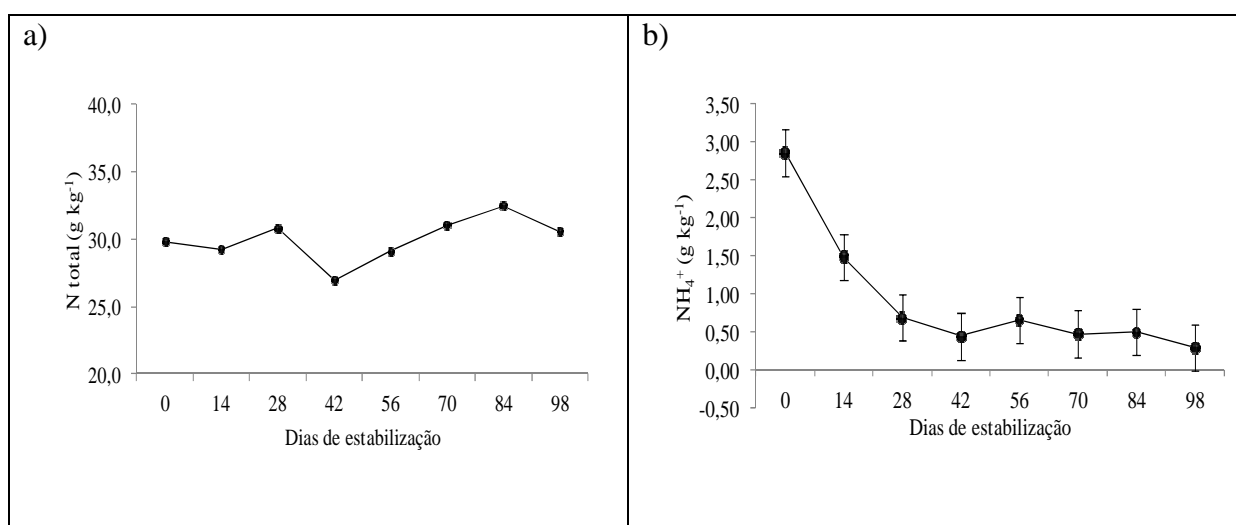 a)
N total (g kg⁻¹)
40,0
35,0
30,0
25,0
20,0
0 14 28 42 56 70 84 98
Dias de estabilização
b)
NH₄⁺ (g kg⁻¹)
3,50
3,00
2,50
2,00
1,50
1,00
0,50
0,00
-0,50
0 14 28 42 56 70 84 98
Dias de estabilização